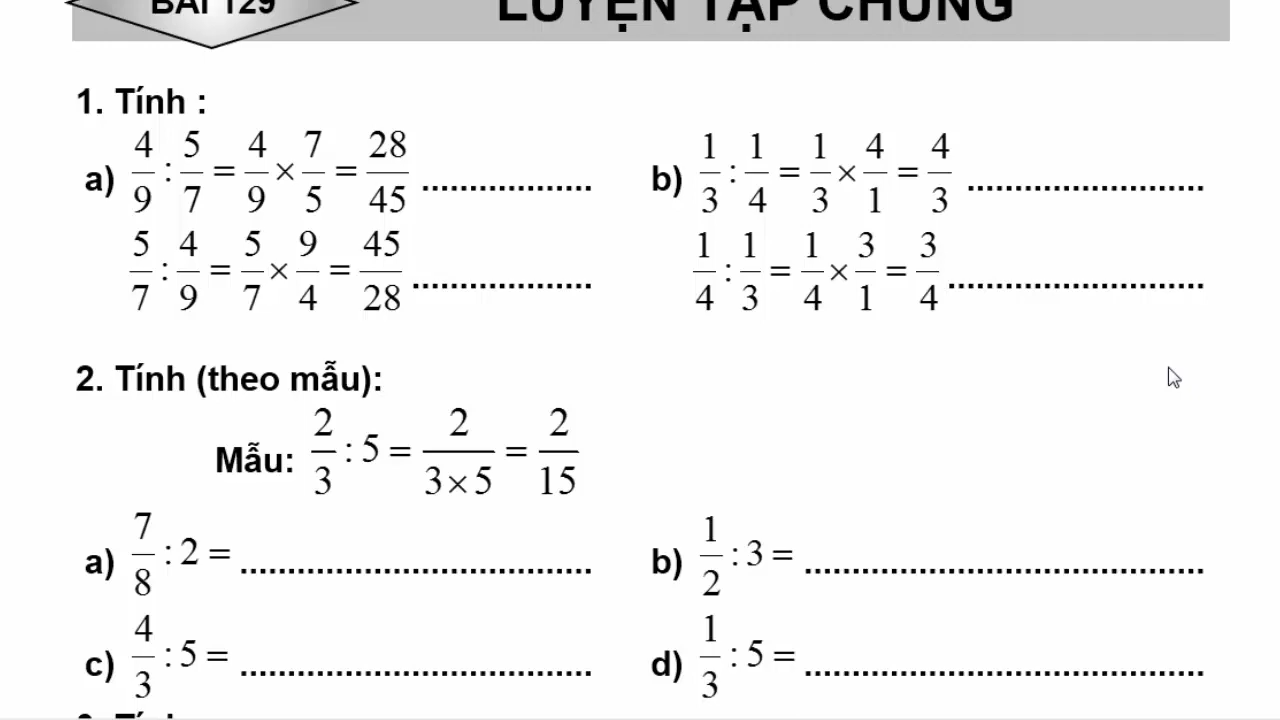 BÀI 129 LUYỆN TẬP CHUNG
1. Tính :
a) 4/9 : 5/7 = 4/9 × 7/5 = 28/45 .................. b) 1/3 : 1/4 = 1/3 × 4/1 = 4/3 .........................
5/7 : 4/9 = 5/7 × 9/4 = 45/28 ................... 1/4 : 1/3 = 1/4 × 3/1 = 3/4 ...........................
2. Tính (theo mẫu):
Mẫu: 2/3 : 5 = 2/(3×5) = 2/15
a) 7/8 : 2 = ..................................... b) 1/2 : 3 = ..........................................
c) 4/3 : 5 = ..................................... d) 1/3 : 5 = ..........................................